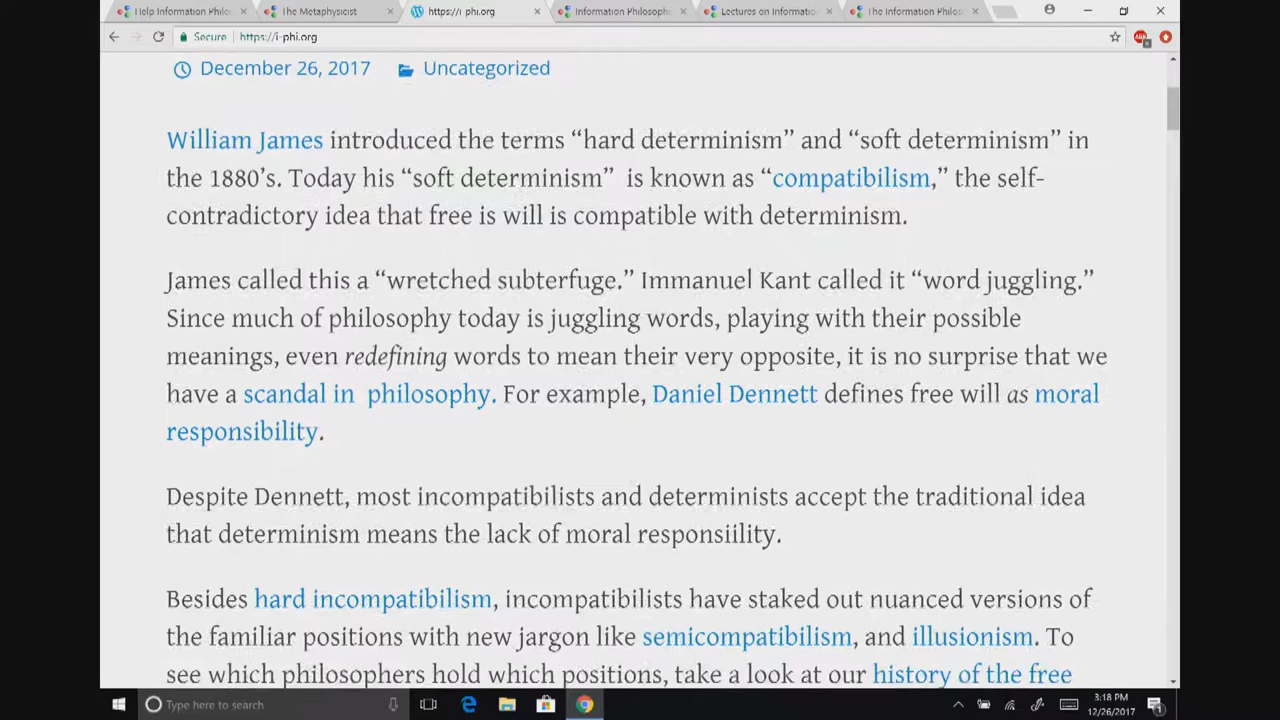 Help Information Philo
The Metaphysicist
https://i-phi.org
Information Philosoph
Lectures on Informatio
The Information Philos
Secure https://i-phi.org
December 26, 2017 Uncategorized
William James introduced the terms “hard determinism” and “soft determinism” in
the 1880’s. Today his “soft determinism” is known as “compatibilism,” the self-
contradictory idea that free is will is compatible with determinism.
James called this a “wretched subterfuge.” Immanuel Kant called it “word juggling.”
Since much of philosophy today is juggling words, playing with their possible
meanings, even redefining words to mean their very opposite, it is no surprise that we
have a scandal in philosophy. For example, Daniel Dennett defines free will as moral
responsibility.
Despite Dennett, most incompatibilists and determinists accept the traditional idea
that determinism means the lack of moral responsiility.
Besides hard incompatibilism, incompatibilists have staked out nuanced versions of
the familiar positions with new jargon like semicompatibilism, and illusionism. To
see which philosophers hold which positions, take a look at our history of the free
Type here to search
3:18 PM
12/26/2017